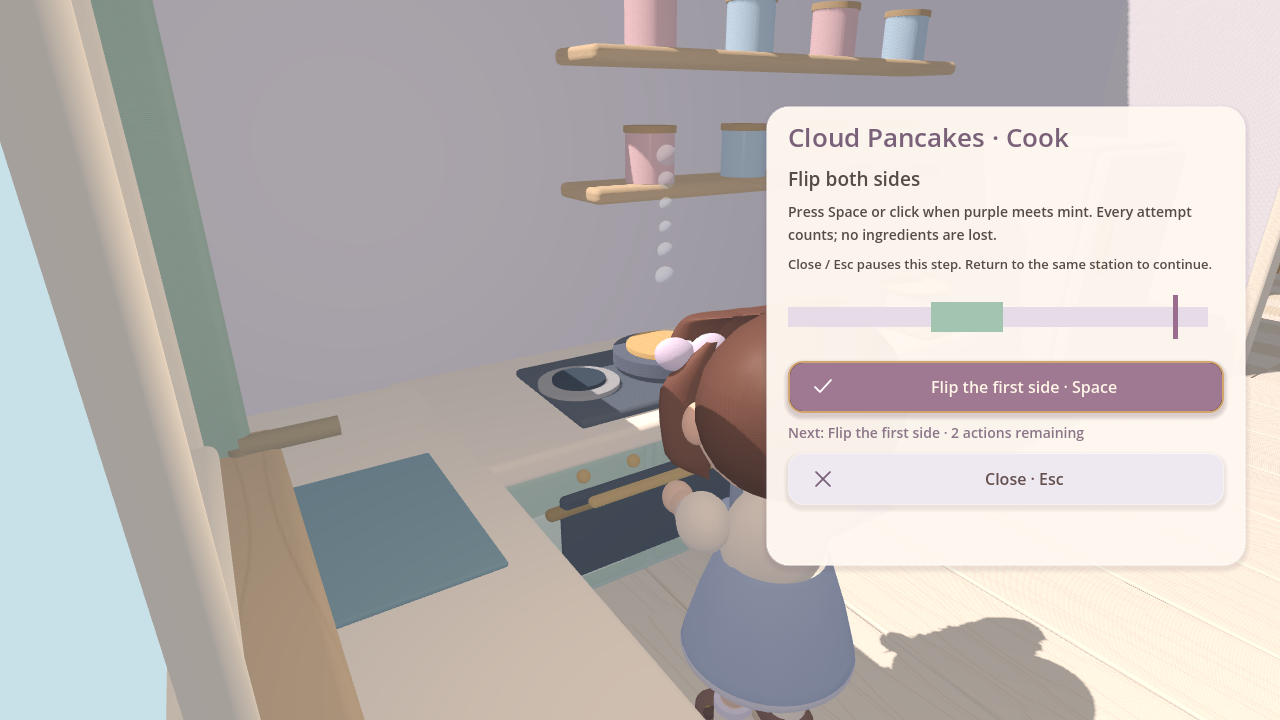 Cloud Pancakes · Cook
Flip both sides
Press Space or click when purple meets mint. Every attempt
counts; no ingredients are lost.
Close / Esc pauses this step. Return to the same station to continue.
Flip the first side · Space
Next: Flip the first side · 2 actions remaining
Close · Esc